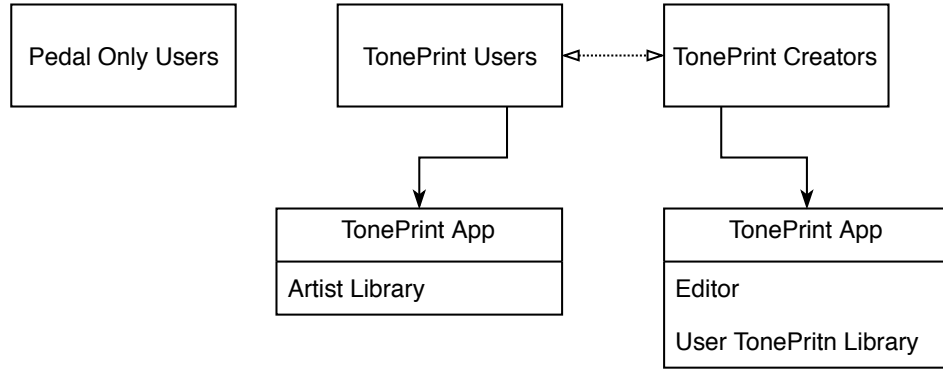 Pedal Only Users
TonePrint Users
TonePrint Creators
TonePrint App
Artist Library
TonePrint App
Editor
User TonePritn Library